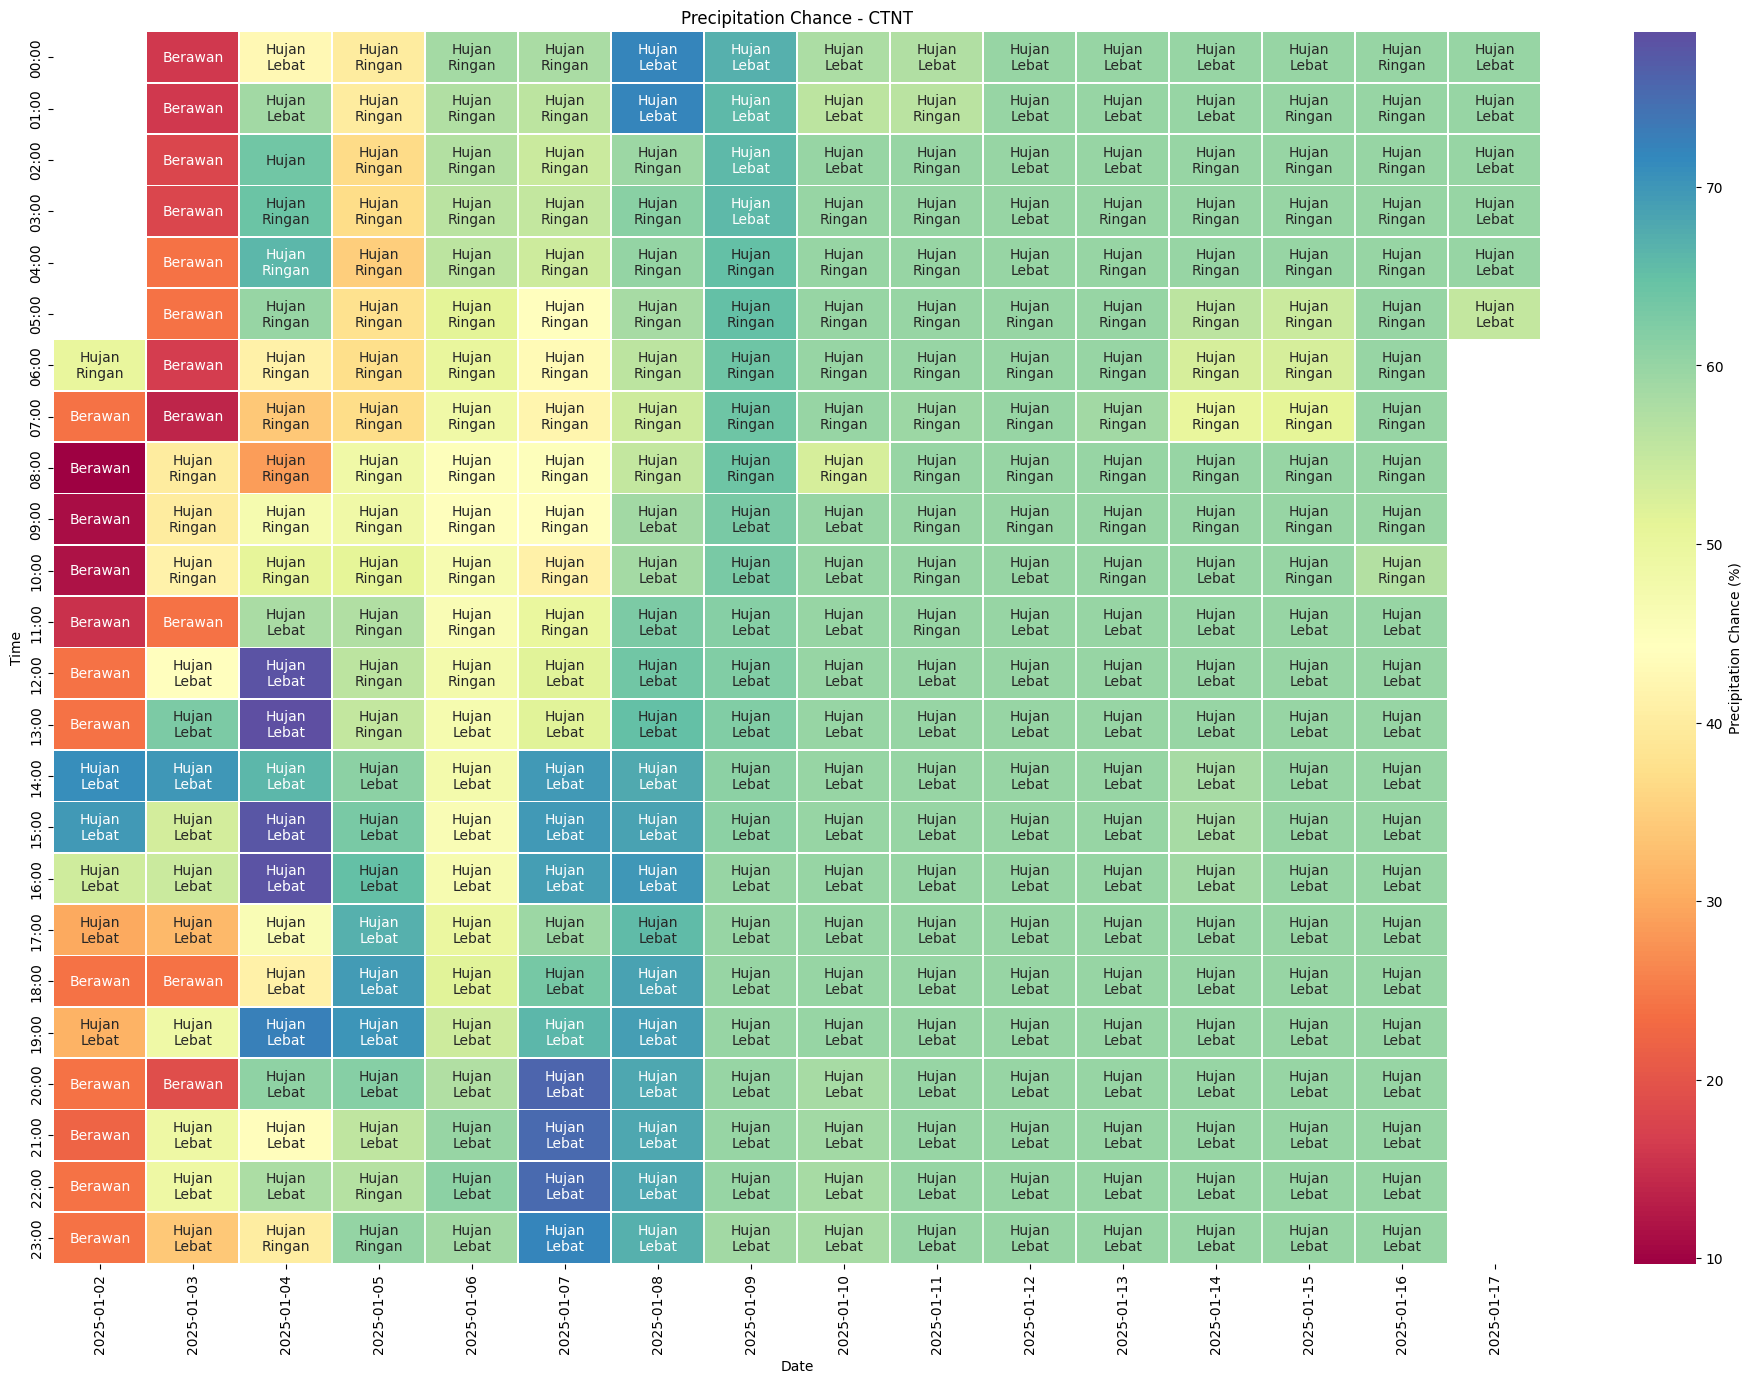 Precipitation Chance - CTNT
00:00 Berawan Hujan Lebat Hujan Ringan Hujan Ringan Hujan Ringan Hujan Lebat Hujan Lebat Hujan Lebat Hujan Lebat Hujan Lebat Hujan Lebat Hujan Lebat Hujan Lebat Hujan Ringan Hujan Lebat
01:00 Berawan Hujan Lebat Hujan Ringan Hujan Ringan Hujan Ringan Hujan Lebat Hujan Lebat Hujan Lebat Hujan Ringan Hujan Lebat Hujan Lebat Hujan Lebat Hujan Ringan Hujan Ringan Hujan Lebat
02:00 Berawan Hujan Hujan Ringan Hujan Ringan Hujan Ringan Hujan Ringan Hujan Lebat Hujan Lebat Hujan Ringan Hujan Lebat Hujan Lebat Hujan Ringan Hujan Ringan Hujan Ringan Hujan Lebat
03:00 Berawan Hujan Ringan Hujan Ringan Hujan Ringan Hujan Ringan Hujan Ringan Hujan Lebat Hujan Ringan Hujan Ringan Hujan Lebat Hujan Ringan Hujan Ringan Hujan Ringan Hujan Ringan Hujan Lebat
04:00 Berawan Hujan Ringan Hujan Ringan Hujan Ringan Hujan Ringan Hujan Ringan Hujan Ringan Hujan Ringan Hujan Ringan Hujan Lebat Hujan Ringan Hujan Ringan Hujan Ringan Hujan Ringan Hujan Lebat
05:00 Berawan Hujan Ringan Hujan Ringan Hujan Ringan Hujan Ringan Hujan Ringan Hujan Ringan Hujan Ringan Hujan Ringan Hujan Ringan Hujan Ringan Hujan Ringan Hujan Ringan Hujan Ringan Hujan Lebat
06:00 Hujan Ringan Berawan Hujan Ringan Hujan Ringan Hujan Ringan Hujan Ringan Hujan Ringan Hujan Ringan Hujan Ringan Hujan Ringan Hujan Ringan Hujan Ringan Hujan Ringan Hujan Ringan Hujan Ringan
07:00 Berawan Berawan Hujan Ringan Hujan Ringan Hujan Ringan Hujan Ringan Hujan Ringan Hujan Ringan Hujan Ringan Hujan Ringan Hujan Ringan Hujan Ringan Hujan Ringan Hujan Ringan Hujan Ringan
08:00 Berawan Hujan Ringan Hujan Ringan Hujan Ringan Hujan Ringan Hujan Ringan Hujan Ringan Hujan Ringan Hujan Ringan Hujan Ringan Hujan Ringan Hujan Ringan Hujan Ringan Hujan Ringan Hujan Ringan
09:00 Berawan Hujan Ringan Hujan Ringan Hujan Ringan Hujan Ringan Hujan Ringan Hujan Lebat Hujan Lebat Hujan Lebat Hujan Ringan Hujan Ringan Hujan Ringan Hujan Ringan Hujan Ringan Hujan Ringan
10:00 Berawan Hujan Ringan Hujan Ringan Hujan Ringan Hujan Ringan Hujan Ringan Hujan Lebat Hujan Lebat Hujan Lebat Hujan Ringan Hujan Lebat Hujan Ringan Hujan Lebat Hujan Ringan Hujan Ringan
11:00 Berawan Berawan Hujan Lebat Hujan Ringan Hujan Ringan Hujan Ringan Hujan Lebat Hujan Lebat Hujan Lebat Hujan Ringan Hujan Lebat Hujan Lebat Hujan Lebat Hujan Lebat Hujan Lebat
12:00 Berawan Hujan Lebat Hujan Lebat Hujan Ringan Hujan Ringan Hujan Lebat Hujan Lebat Hujan Lebat Hujan Lebat Hujan Lebat Hujan Lebat Hujan Lebat Hujan Lebat Hujan Lebat Hujan Lebat
13:00 Berawan Hujan Lebat Hujan Lebat Hujan Ringan Hujan Lebat Hujan Lebat Hujan Lebat Hujan Lebat Hujan Lebat Hujan Lebat Hujan Lebat Hujan Lebat Hujan Lebat Hujan Lebat Hujan Lebat
14:00 Hujan Lebat Hujan Lebat Hujan Lebat Hujan Lebat Hujan Lebat Hujan Lebat Hujan Lebat Hujan Lebat Hujan Lebat Hujan Lebat Hujan Lebat Hujan Lebat Hujan Lebat Hujan Lebat Hujan Lebat
15:00 Hujan Lebat Hujan Lebat Hujan Lebat Hujan Lebat Hujan Lebat Hujan Lebat Hujan Lebat Hujan Lebat Hujan Lebat Hujan Lebat Hujan Lebat Hujan Lebat Hujan Lebat Hujan Lebat Hujan Lebat
16:00 Hujan Lebat Hujan Lebat Hujan Lebat Hujan Lebat Hujan Lebat Hujan Lebat Hujan Lebat Hujan Lebat Hujan Lebat Hujan Lebat Hujan Lebat Hujan Lebat Hujan Lebat Hujan Lebat Hujan Lebat
17:00 Hujan Lebat Hujan Lebat Hujan Lebat Hujan Lebat Hujan Lebat Hujan Lebat Hujan Lebat Hujan Lebat Hujan Lebat Hujan Lebat Hujan Lebat Hujan Lebat Hujan Lebat Hujan Lebat Hujan Lebat
18:00 Berawan Berawan Hujan Lebat Hujan Lebat Hujan Lebat Hujan Lebat Hujan Lebat Hujan Lebat Hujan Lebat Hujan Lebat Hujan Lebat Hujan Lebat Hujan Lebat Hujan Lebat Hujan Lebat
19:00 Hujan Lebat Hujan Lebat Hujan Lebat Hujan Lebat Hujan Lebat Hujan Lebat Hujan Lebat Hujan Lebat Hujan Lebat Hujan Lebat Hujan Lebat Hujan Lebat Hujan Lebat Hujan Lebat Hujan Lebat
20:00 Berawan Berawan Hujan Lebat Hujan Lebat Hujan Lebat Hujan Lebat Hujan Lebat Hujan Lebat Hujan Lebat Hujan Lebat Hujan Lebat Hujan Lebat Hujan Lebat Hujan Lebat Hujan Lebat
21:00 Berawan Hujan Lebat Hujan Lebat Hujan Lebat Hujan Lebat Hujan Lebat Hujan Lebat Hujan Lebat Hujan Lebat Hujan Lebat Hujan Lebat Hujan Lebat Hujan Lebat Hujan Lebat Hujan Lebat
22:00 Berawan Hujan Lebat Hujan Lebat Hujan Ringan Hujan Lebat Hujan Lebat Hujan Lebat Hujan Lebat Hujan Lebat Hujan Lebat Hujan Lebat Hujan Lebat Hujan Lebat Hujan Lebat Hujan Lebat
23:00 Berawan Hujan Lebat Hujan Ringan Hujan Ringan Hujan Lebat Hujan Lebat Hujan Lebat Hujan Lebat Hujan Lebat Hujan Lebat Hujan Lebat Hujan Lebat Hujan Lebat Hujan Lebat Hujan Lebat
Time
2025-01-02 2025-01-03 2025-01-04 2025-01-05 2025-01-06 2025-01-07 2025-01-08 2025-01-09 2025-01-10 2025-01-11 2025-01-12 2025-01-13 2025-01-14 2025-01-15 2025-01-16 2025-01-17
Date
70
60
50
40
30
20
10
Precipitation Chance (%)